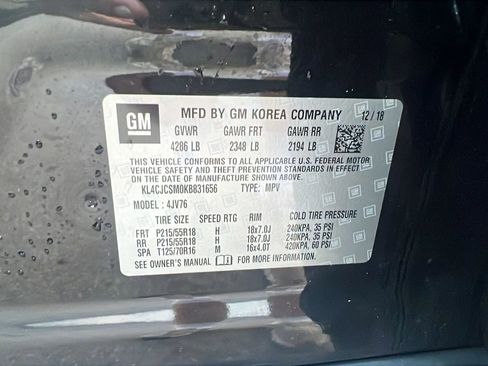 GM
MFD BY GM KOREA COMPANY 12/18
GVWR GAWR FRT GAWR RR
4286 LB 2348 LB 2194 LB
THIS VEHICLE CONFORMS TO ALL APPLICABLE U.S. FEDERAL MOTOR
VEHICLE SAFETY AND THEFT PREVENTION STANDARDS IN EFFECT
ON THE DATE OF MANUFACTURE SHOWN ABOVE.
KL4CJCSM0KB831656 TYPE: MPV
MODEL : 4JV76
TIRE SIZE SPEED RTG RIM COLD TIRE PRESSURE
FRT P215/55R18 H 18x7.0J 240KPA, 35 PSI
RR P215/55R18 H 18x7.0J 240KPA, 35 PSI
SPA T125/70R16 M 16x4.0T 420KPA, 60 PSI
SEE OWNER'S MANUAL FOR MORE INFORMATION.